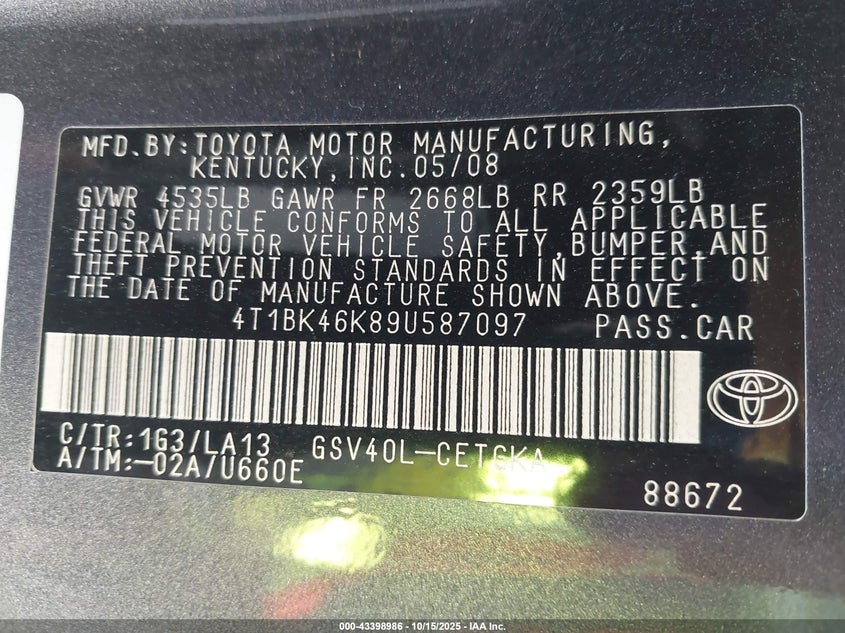 MFD.BY:TOYOTA MOTOR MANUFACTURING,
KENTUCKY,INC.05/08
GVWR 4535LB GAWR FR 2668LB RR 2359LB
THIS VEHICLE CONFORMS TO ALL APPLICABLE
FEDERAL MOTOR VEHICLE SAFETY,BUMPER,AND
THEFT PREVENTION STANDARDS IN EFFECT ON
THE DATE OF MANUFACTURE SHOWN ABOVE.
4T1BK46K89U587097 PASS.CAR
C/TR:1G3/LA13 GSV40L-CETGKA
A/TM:-02A/U660E
88672
000-43398986 - 10/15/2025 - IAA Inc.